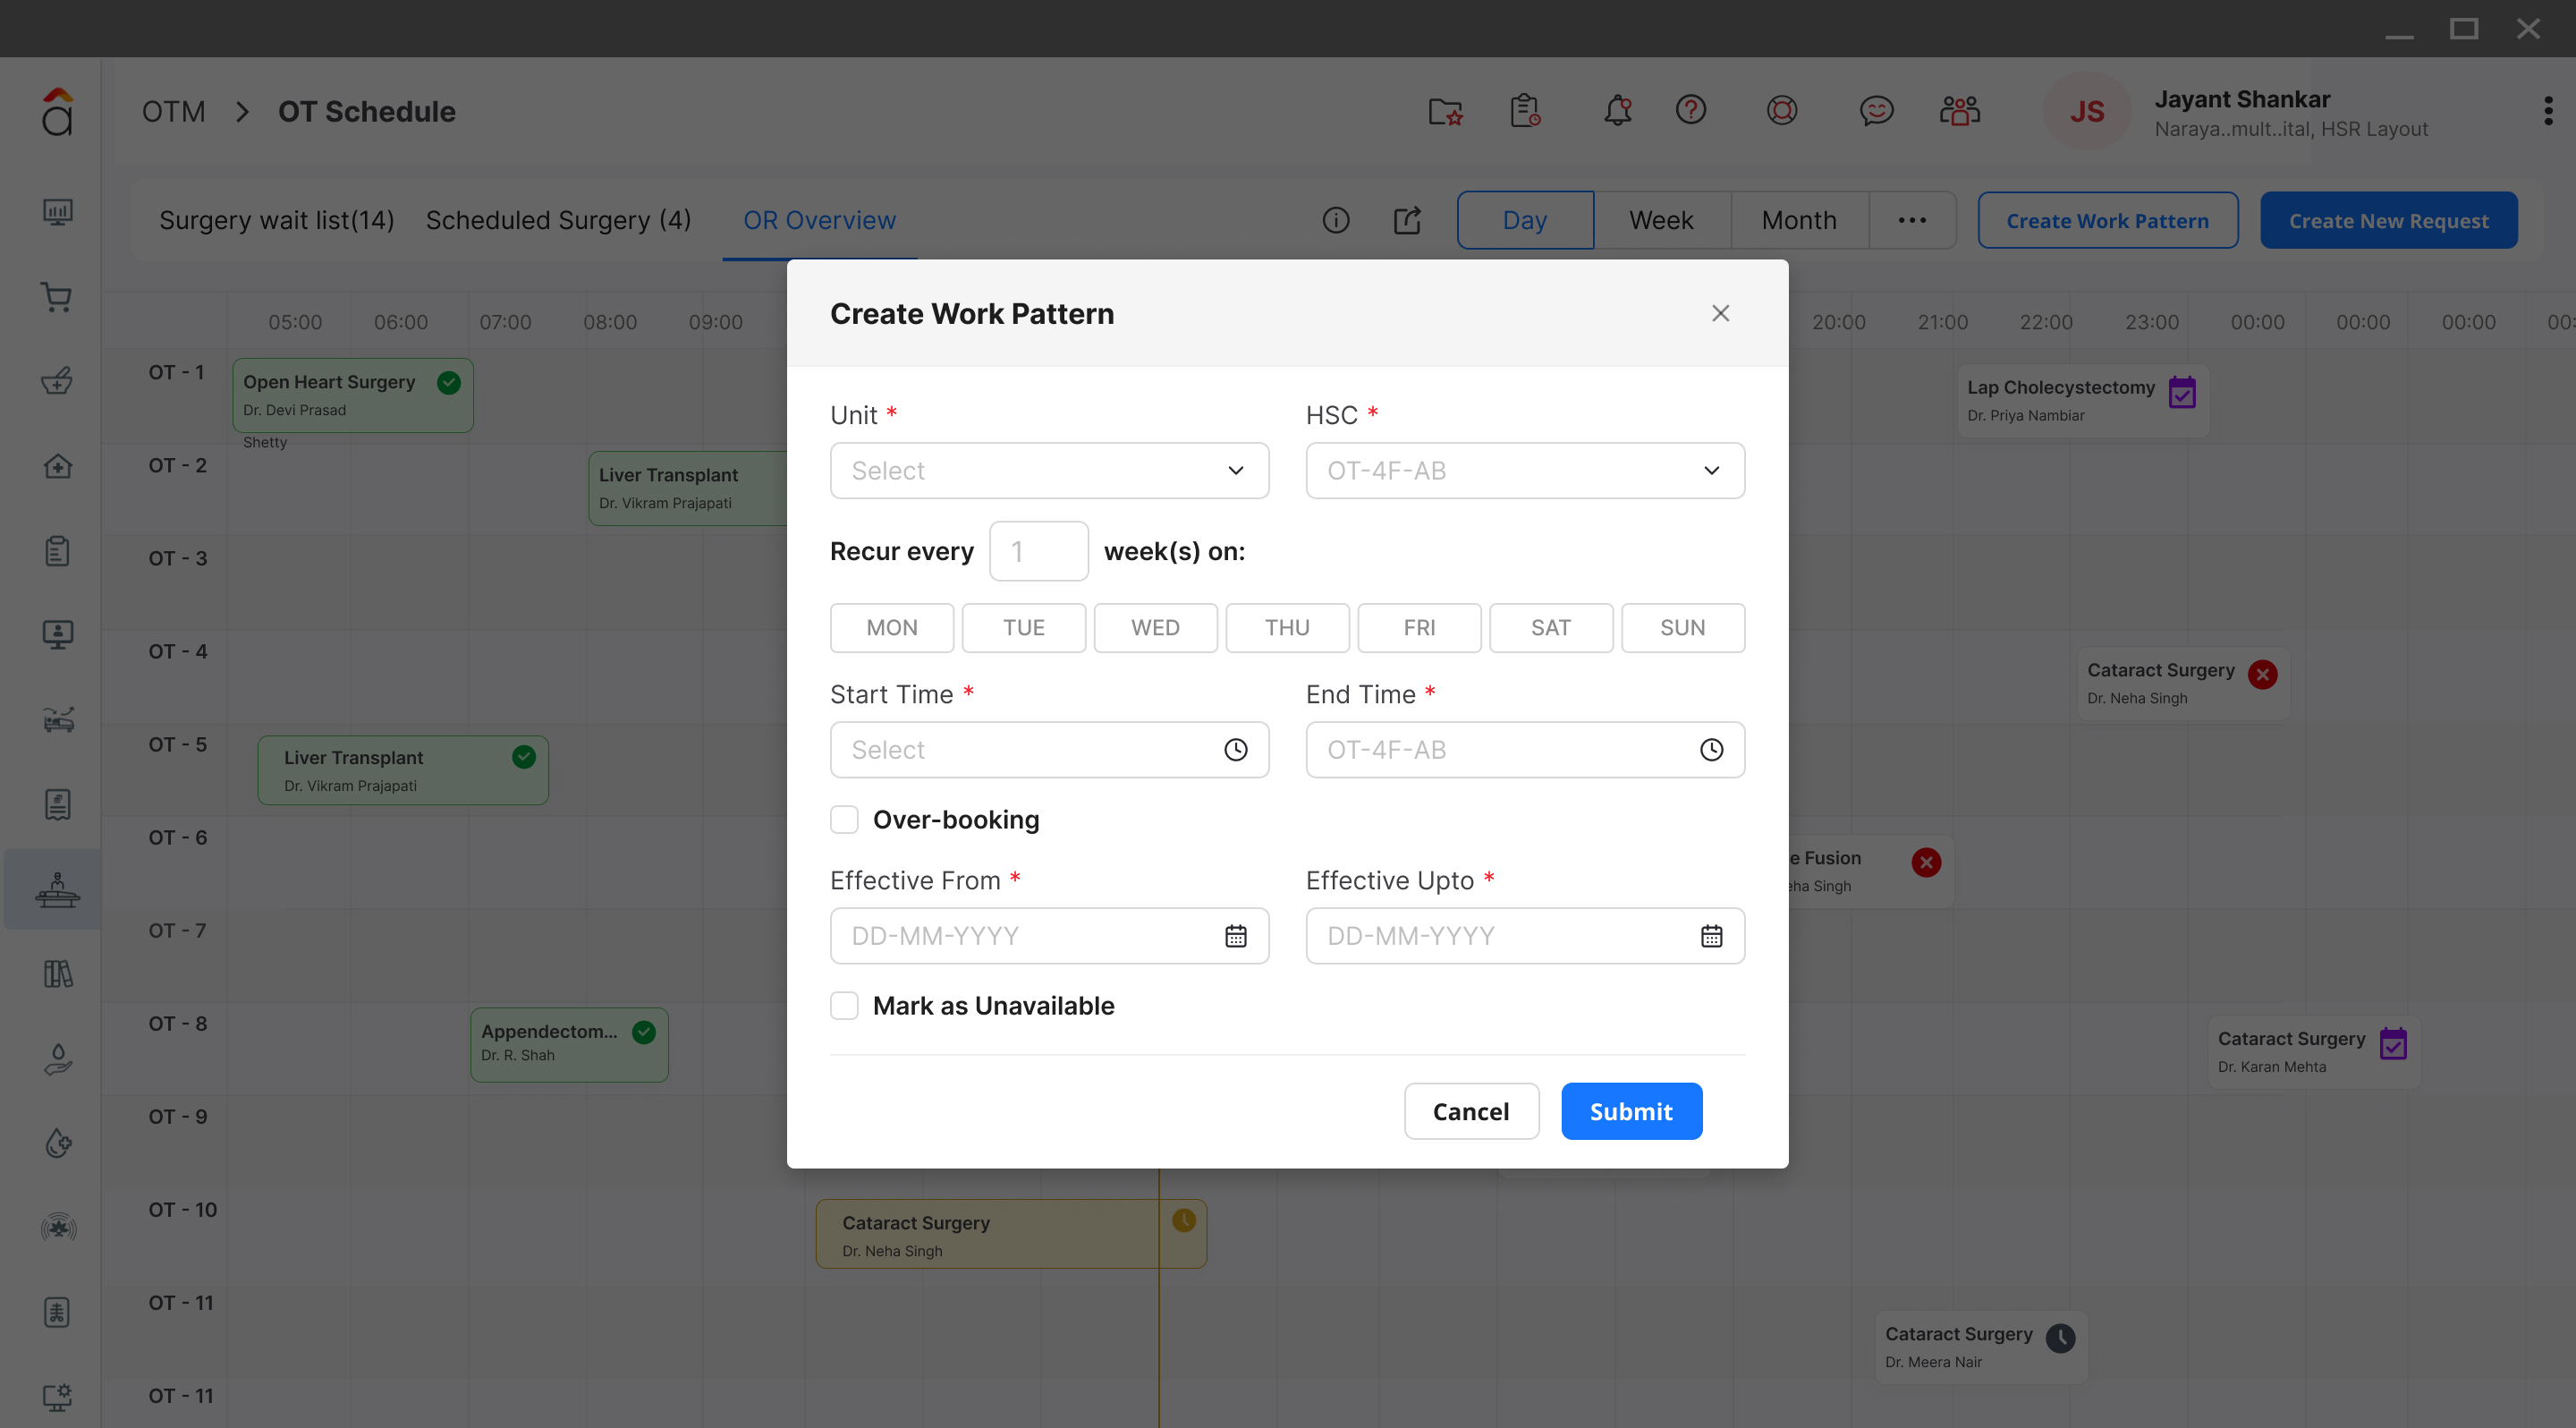 OTM > OT Schedule
JS
Jayant Shankar
Naraya..mult..ital, HSR Layout
Surgery wait list(14)
Scheduled Surgery (4)
OR Overview
Day
Week
Month
Create Work Pattern
Create New Request
05:00
06:00
07:00
08:00
09:00
20:00
21:00
22:00
23:00
00:00
00:00
00:00
00:
OT - 1
Open Heart Surgery
Dr. Devi Prasad
Shetty
Lap Cholecystectomy
Dr. Priya Nambiar
OT - 2
Liver Transplant
Dr. Vikram Prajapati
OT - 3
OT - 4
Cataract Surgery
Dr. Neha Singh
OT - 5
Liver Transplant
Dr. Vikram Prajapati
OT - 6
e Fusion
eha Singh
OT - 7
OT - 8
Appendectom...
Dr. R. Shah
Cataract Surgery
Dr. Karan Mehta
OT - 9
OT - 10
Cataract Surgery
Dr. Neha Singh
OT - 11
Cataract Surgery
Dr. Meera Nair
OT - 11
Create Work Pattern
Unit *
HSC *
Select
OT-4F-AB
Recur every 1 week(s) on:
MON
TUE
WED
THU
FRI
SAT
SUN
Start Time *
End Time *
Select
OT-4F-AB
Over-booking
Effective From *
Effective Upto *
DD-MM-YYYY
DD-MM-YYYY
Mark as Unavailable
Cancel
Submit